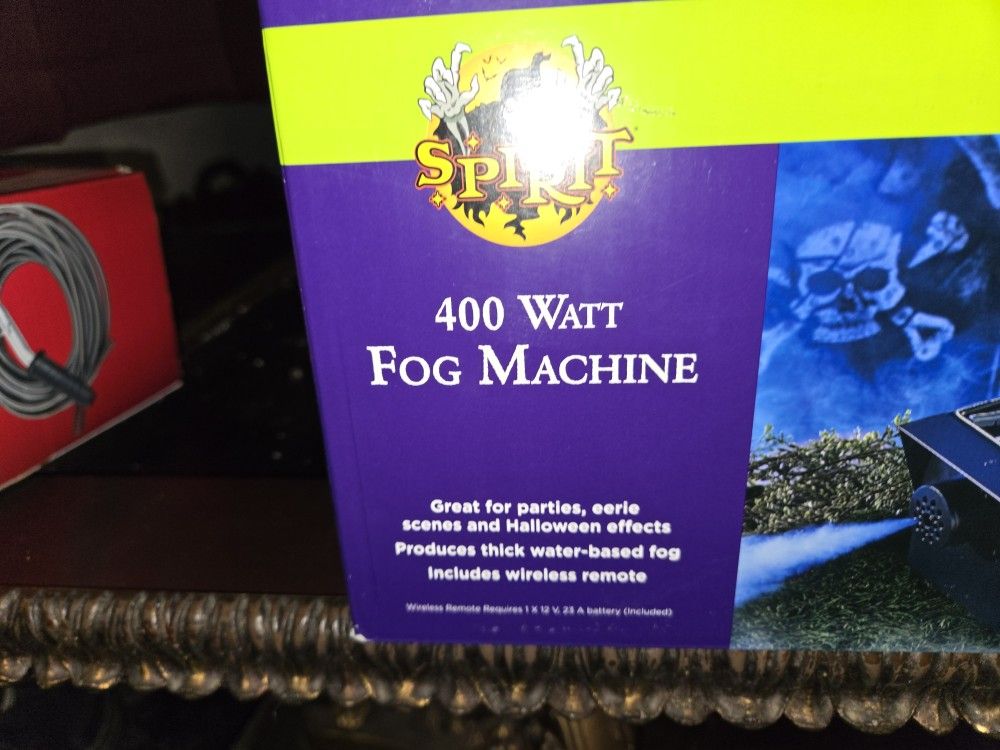 SPIRIT
400 WATT
FOG MACHINE
Great for parties, eerie
scenes and Halloween effects
Produces thick water-based fog
Includes wireless remote
Wireless Remote Requires 1 X 12 V, 23 A battery (included)